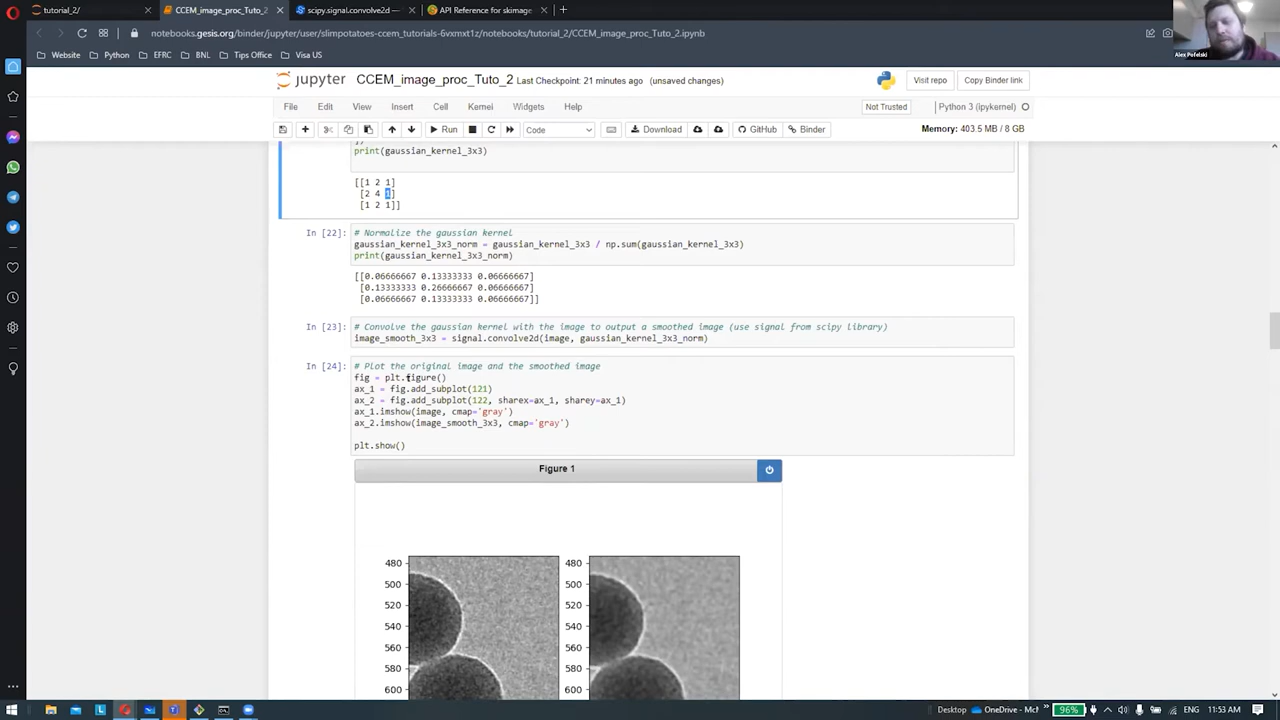 tutorial_2/
CCEM_image_proc_Tuto_2
scipy.signal.convolve2d —
API Reference for skimage
notebooks.gesis.org/binder/jupyter/user/slimpotatoes-ccem_tutorials-6vxmxt1z/notebooks/tutorial_2/CCEM_image_proc_Tuto_2.ipynb
Website
Python
EFRC
BNL
Tips Office
Visa US
Alex Pofelski
jupyter
CCEM_image_proc_Tuto_2
Last Checkpoint: 21 minutes ago
(unsaved changes)
Visit repo
Copy Binder link
File
Edit
View
Insert
Cell
Kernel
Widgets
Help
Not Trusted
Python 3 (ipykernel)
Run
Code
Download
GitHub
Binder
Memory: 403.5 MB / 8 GB
print(gaussian_kernel_3x3)
[[1 2 1]
[2 4 1]
[1 2 1]]
In [22]:
# Normalize the gaussian kernel
gaussian_kernel_3x3_norm = gaussian_kernel_3x3 / np.sum(gaussian_kernel_3x3)
print(gaussian_kernel_3x3_norm)
[[0.06666667 0.13333333 0.06666667]
[0.13333333 0.26666667 0.06666667]
[0.06666667 0.13333333 0.06666667]]
In [23]:
# Convolve the gaussian kernel with the image to output a smoothed image (use signal from scipy library)
image_smooth_3x3 = signal.convolve2d(image, gaussian_kernel_3x3_norm)
In [24]:
# Plot the original image and the smoothed image
fig = plt.figure()
ax_1 = fig.add_subplot(121)
ax_2 = fig.add_subplot(122, sharex=ax_1, sharey=ax_1)
ax_1.imshow(image, cmap='gray')
ax_2.imshow(image_smooth_3x3, cmap='gray')
plt.show()
Figure 1
480
500
520
540
560
580
600
480
500
520
540
560
580
600
Desktop
OneDrive - McM
96%
11:53 AM